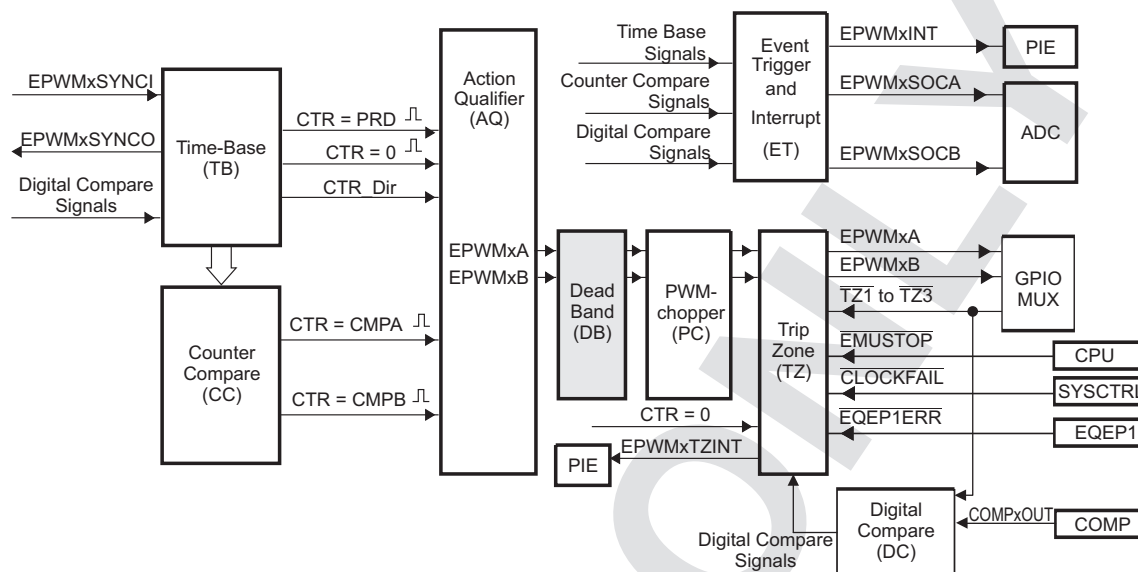 EPWMxSYNCI
EPWMxSYNCO
Digital Compare
Signals
Time-Base
(TB)
CTR = PRD
CTR = 0
CTR_Dir
Counter
Compare
(CC)
CTR = CMPA
CTR = CMPB
Action
Qualifier
(AQ)
EPWMxA
EPWMxB
Dead
Band
(DB)
PWM-
chopper
(PC)
Trip
Zone
(TZ)
CTR = 0
EPWMxTZINT
PIE
Time Base
Signals
Counter Compare
Signals
Digital Compare
Signals
Event
Trigger
and
Interrupt
(ET)
EPWMxINT
EPWMxSOCA
EPWMxSOCB
PIE
ADC
EPWMxA
EPWMxB
TZ1 to TZ3
GPIO
MUX
EMUSTOP
CPU
CLOCKFAIL
SYSCTRL
EQEP1ERR
EQEP1
Digital Compare
Signals
Digital
Compare
(DC)
COMPxOUT
COMP
ONLY